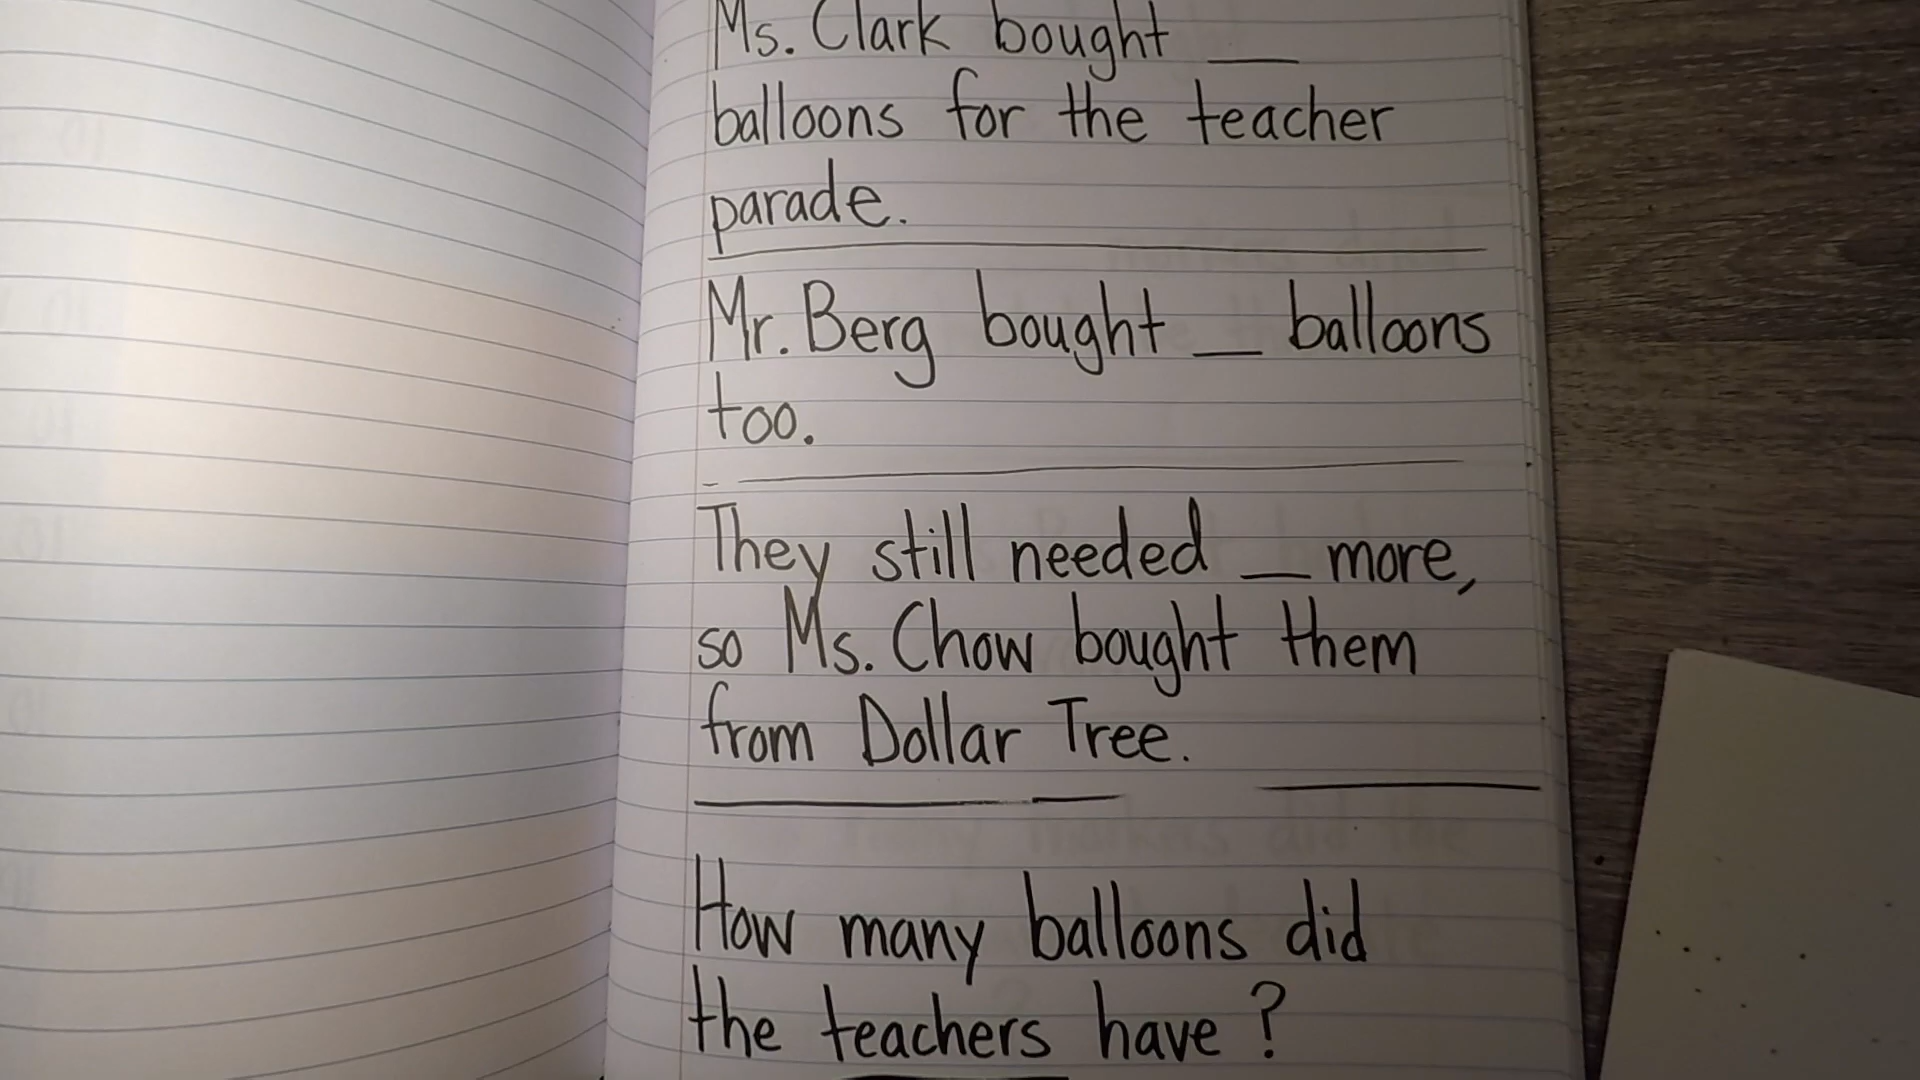 Ms. Clark bought __
balloons for the teacher
parade.
Mr. Berg bought __ balloons
too.
They still needed __ more,
so Ms. Chow bought them
from Dollar Tree.
How many balloons did
the teachers have?